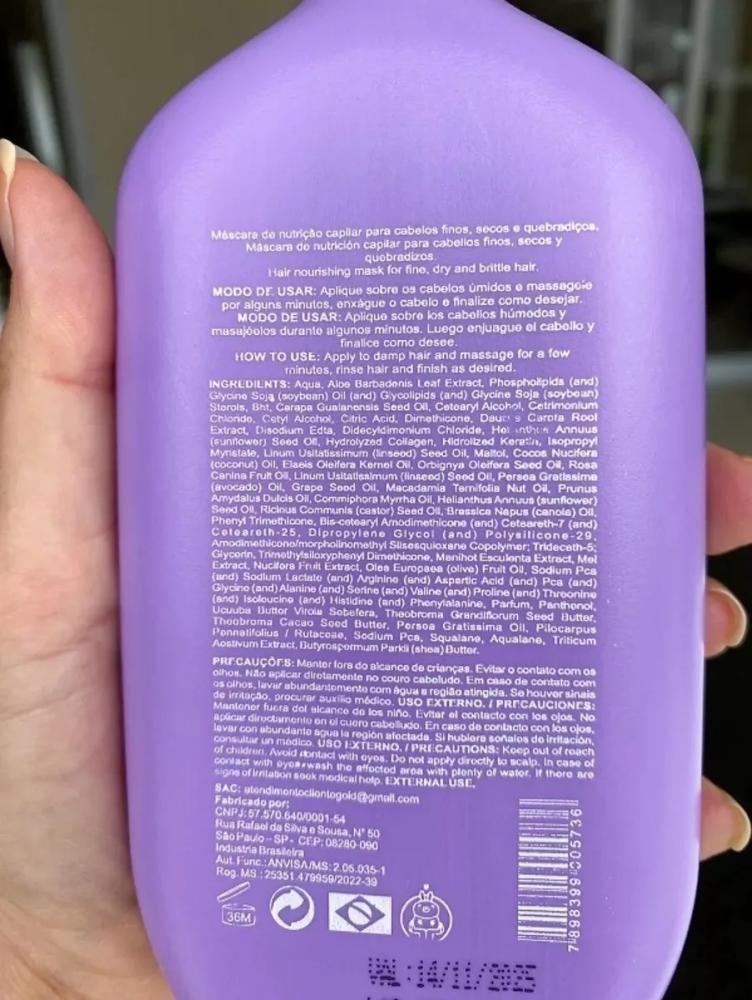 Máscara de nutrição capilar para cabelos finos, secos e quebradiços.
Máscara de nutrición capilar para cabellos finos, secos y
quebradizos.
Hair nourishing mask for fine, dry and brittle hair.
MODO DE USAR: Aplique sobre os cabelos úmidos e massageie
por alguns minutos, enxágue o cabelo e finalize como desejar.
MODO DE USAR: Aplique sobre los cabellos húmedos y
masajéelos durante algunos minutos. Luego enjuague el cabello y
finalice como desee.
HOW TO USE: Apply to damp hair and massage for a few
minutes, rinse hair and finish as desired.
INGREDIENTS: Aqua, Aloe Barbadenis Leaf Extract, Phospholipids (and)
Glycine Soja (soybean) Oil (and) Glycolipids (and) Glycine Soja (soybean)
Sterols, Bht, Carapa Guaianensis Seed Oil, Cetearyl Alcohol, Cetrimonium
Chloride, Cetyl Alcohol, Citric Acid, Dimethicone, Daucus Carota Root
Extract, Disodium Edta, Didecyldimonium Chloride, Helianthus Annuus
(sunflower) Seed Oil, Hydrolyzed Collagen, Hidrolized Keratin, Isopropyl
Myristate, Linum Usitatissimum (linseed) Seed Oil, Maltol, Cocos Nucifera
(coconut) Oil, Elaeis Oleifera Kernel Oil, Orbignya Oleifera Seed Oil, Rosa
Canina Fruit Oil, Linum Usitatissimum (linseed) Seed Oil, Persea Gratissima
(avocado) Oil, Grape Seed Oil, Macadamia Ternifolia Nut Oil, Prunus
Amydalus Dulcis Oil, Commiphora Myrrha Oil, Helianthus Annuus (sunflower)
Seed Oil, Ricinus Communis (castor) Seed Oil, Brassica Napus (canola) Oil,
Phenyl Trimethicone, Bis-cetearyl Amodimethicone (and) Ceteareth-7 (and)
Ceteareth-25, Dipropylene Glycol (and) Polysilicone-29,
Amodimethicone/morpholinomethyl Silsesquioxane Copolymer; Trideceth-5;
Glycerin, Trimethylsiloxyphenyl Dimethicone, Manihot Esculenta Extract, Mel
Extract, Nucifera Fruit Extract, Olea Europaea (olive) Fruit Oil, Sodium Pca
(and) Sodium Lactate (and) Arginine (and) Aspartic Acid (and) Pca (and)
Glycine (and) Alanine (and) Serine (and) Valine (and) Proline (and) Threonine
(and) Isoleucine (and) Histidine (and) Phenylalanine, Parfum, Panthenol,
Ucuuba Butter Virola Sebefera, Theobroma Grandiflorum Seed Butter,
Theobroma Cacao Seed Butter, Persea Gratissima Oil, Pilocarpus
Pennatifolius / Rutaceae, Sodium Pca, Squalane, Aqualane, Triticum
Aestivum Extract, Butyrospermum Parkii (shea) Butter.
PRECAUÇÕES: Manter fora do alcance de crianças. Evitar o contato com os
olhos. Não aplicar diretamente no couro cabeludo. Em caso de contato com
os olhos, lavar abundantemente com água a região atingida. Se houver sinais
de irritação, procurar auxílio médico. USO EXTERNO. / PRECAUCIONES:
Mantener fuera del alcance de los niño. Evitar el contacto con los ojos. No
aplicar directamente en el cuero cabelludo. En caso de contacto con los ojos,
lavar con abundante agua la región afectada. Si hubiera señales de irritación,
consultar un médico. USO EXTERNO. / PRECAUTIONS: Keep out of reach
of children. Avoid contact with eyes. Do not apply directly to scalp. In case of
contact with eyes wash the affected area with plenty of water. If there are
signs of irritation seek medical help. EXTERNAL USE.
SAC: atendimentoclientegold@gmail.com
Fabricado por:
CNPJ: 57.570.640/0001-54
Rua Rafael da Silva e Sousa, N° 50
São Paulo - SP - CEP: 08280-090
Industria Brasileira
Aut. Func.: ANVISA/MS: 2.05.035-1
Reg. MS.: 25351.479959/2022-39
36M
7 898399 005736
VAL: 14/11/2025